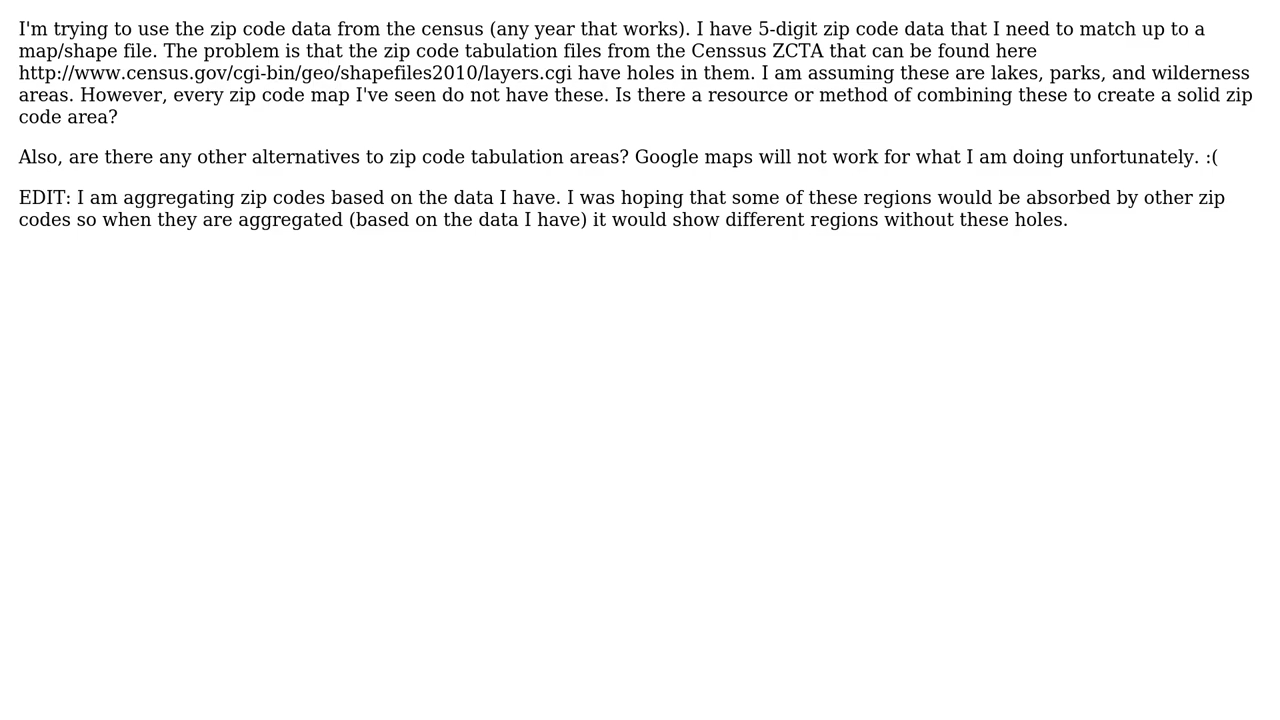 I'm trying to use the zip code data from the census (any year that works). I have 5-digit zip code data that I need to match up to a
map/shape file. The problem is that the zip code tabulation files from the Censsus ZCTA that can be found here
http://www.census.gov/cgi-bin/geo/shapefiles2010/layers.cgi have holes in them. I am assuming these are lakes, parks, and wilderness
areas. However, every zip code map I've seen do not have these. Is there a resource or method of combining these to create a solid zip
code area?
Also, are there any other alternatives to zip code tabulation areas? Google maps will not work for what I am doing unfortunately. :(
EDIT: I am aggregating zip codes based on the data I have. I was hoping that some of these regions would be absorbed by other zip
codes so when they are aggregated (based on the data I have) it would show different regions without these holes.